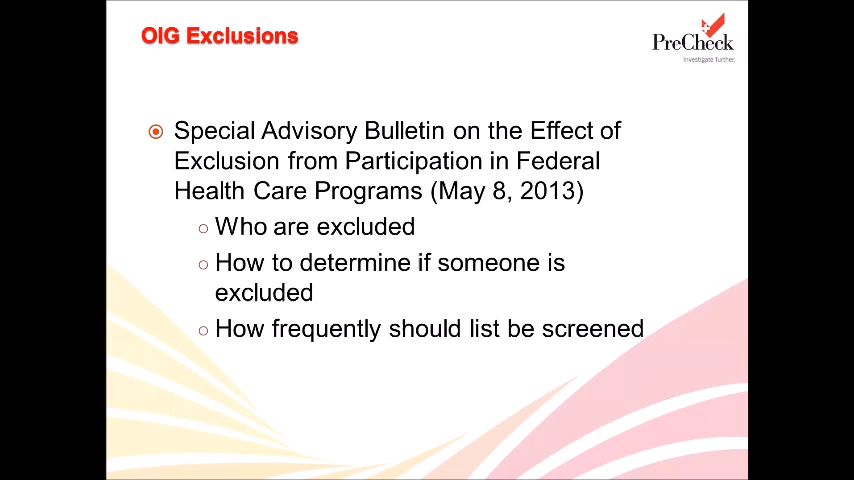 OIG Exclusions
PreCheck
Investigate further.
Special Advisory Bulletin on the Effect of
Exclusion from Participation in Federal
Health Care Programs (May 8, 2013)
Who are excluded
How to determine if someone is
excluded
How frequently should list be screened